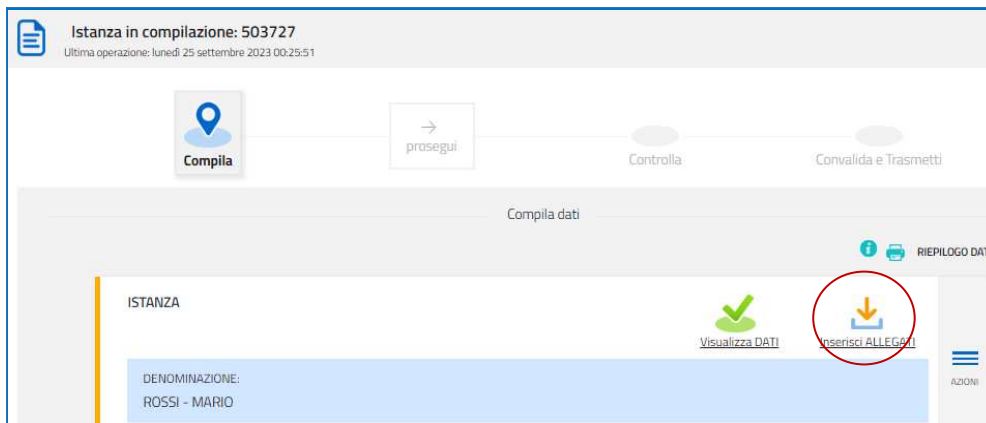 Istanza in compilazione: 503727
Ultima operazione: lunedì 25 settembre 2023 00:25:51
Compila
→
prosegui
Controlla
Convalida e Trasmetti
Compila dati
RIEPILOGO DAT
ISTANZA
Visualizza DATI
Inserisci ALLEGATI
AZIONI
DENOMINAZIONE:
ROSSI - MARIO